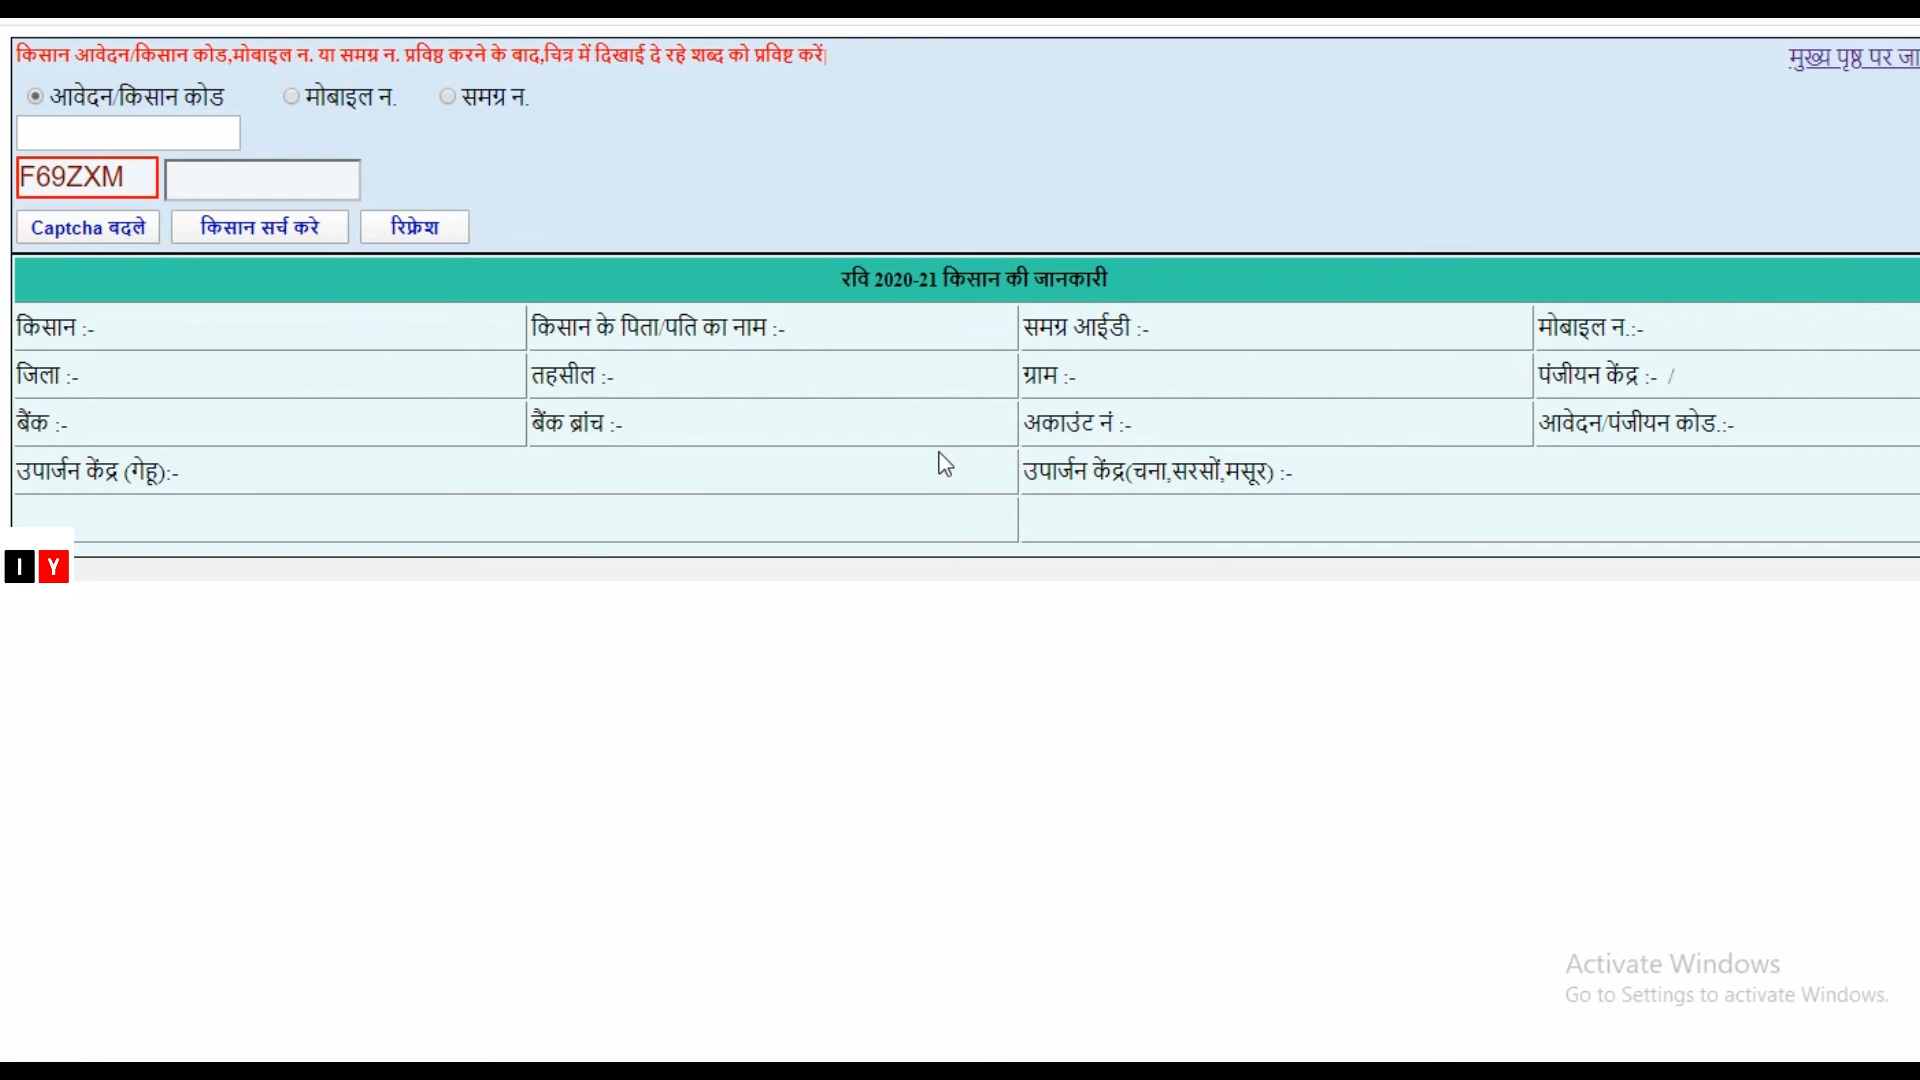 किसान आवेदन/किसान कोड,मोबाइल न. या समग्र न. प्रविष्ठ करने के बाद,चित्र में दिखाई दे रहे शब्द को प्रविष्ट करें| मुख्य पृष्ठ पर जा
आवेदन/किसान कोड मोबाइल न. समग्र न.
F69ZXM
Captcha बदले किसान सर्च करे रिफ्रेश
रवि 2020-21 किसान की जानकारी
किसान :- किसान के पिता/पति का नाम :- समग्र आईडी :- मोबाइल न.:-
जिला :- तहसील :- ग्राम :- पंजीयन केंद्र :- /
बैंक :- बैंक ब्रांच :- अकाउंट नं :- आवेदन/पंजीयन कोड.:-
उपार्जन केंद्र (गेहू):- उपार्जन केंद्र(चना,सरसों,मसूर) :-
I Y
Activate Windows
Go to Settings to activate Windows.